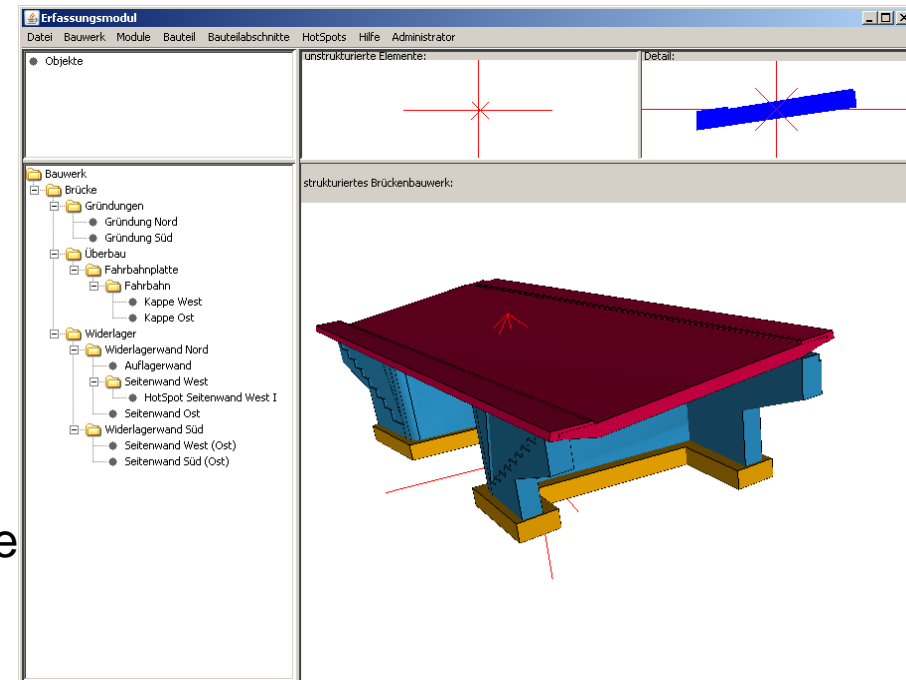 Erfassungsmodul
Datei Bauwerk Module Bauteil Bauteilabschnitte HotSpots Hilfe Administrator
Objekte
unstrukturierte Elemente:
Detail:
Bauwerk
Brücke
Gründungen
Gründung Nord
Gründung Süd
Überbau
Fahrbahnplatte
Fahrbahn
Kappe West
Kappe Ost
Widerlager
Widerlagerwand Nord
Auflagerwand
Seitenwand West
HotSpot Seitenwand West I
Seitenwand Ost
Widerlagerwand Süd
Seitenwand West (Ost)
Seitenwand Süd (Ost)
strukturiertes Brückenbauwerk:
e